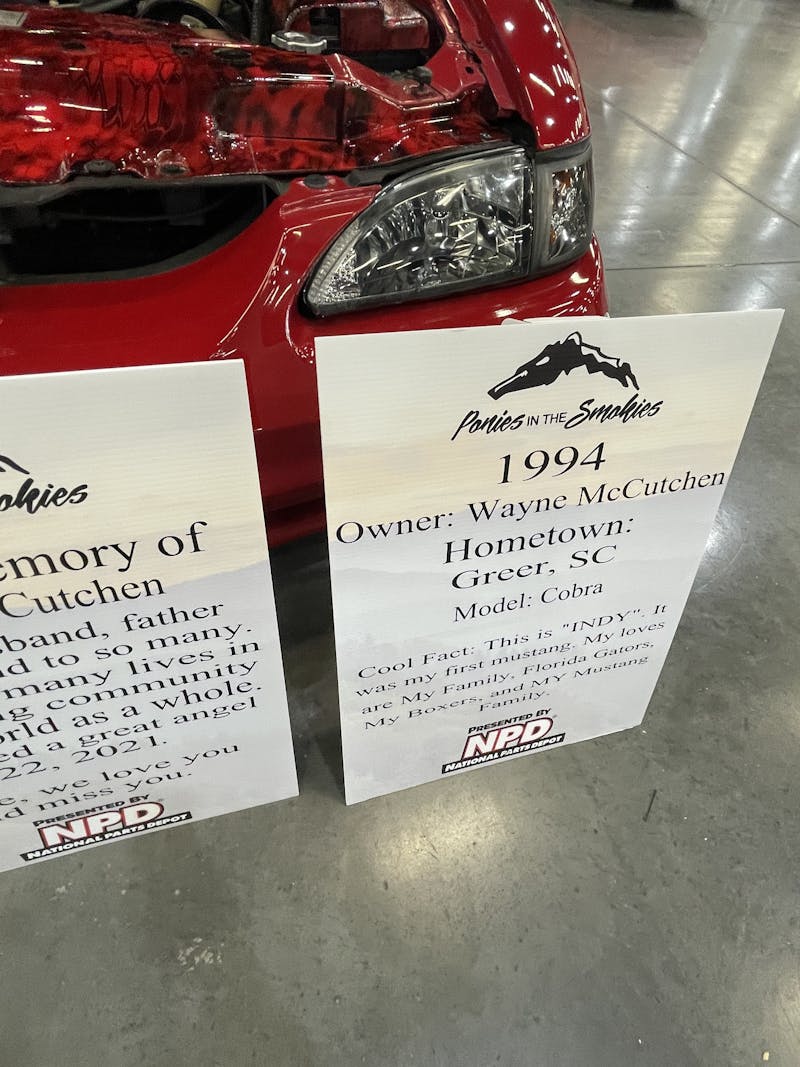 okies
emory of
Cutchen
sband, father
d to so many.
many lives in
g community
rld as a whole.
ed a great angel
22, 2021.
e, we love you
d miss you.
PRESENTED BY
NPD
NATIONAL PARTS DEPOT
Ponies IN THE Smokies
1994
Owner: Wayne McCutchen
Hometown:
Greer, SC
Model: Cobra
Cool Fact: This is "INDY". It
was my first mustang. My loves
are My Family, Florida Gators,
My Boxers, and MY Mustang
Family.
PRESENTED BY
NPD
NATIONAL PARTS DEPOT